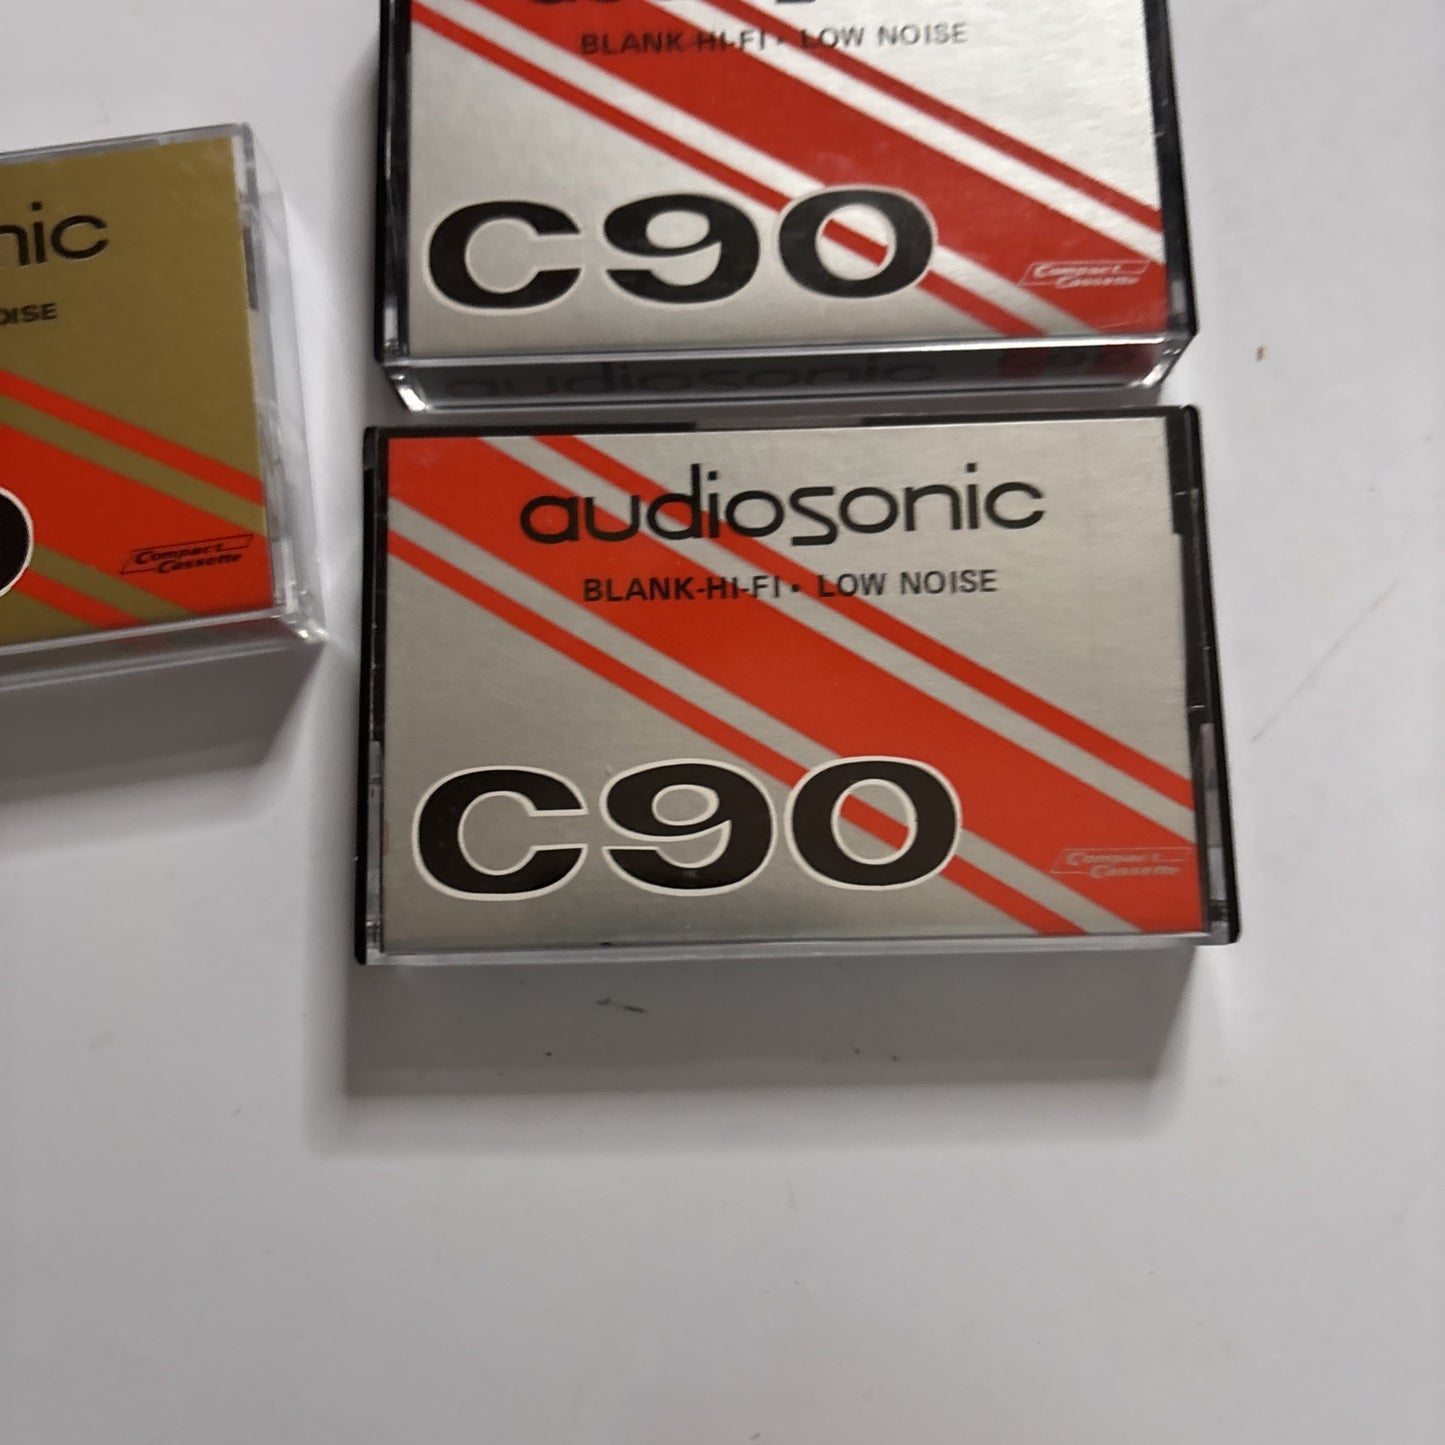 BLANK-HI-FI • LOW NOISE
C90
Compact
Cassette
audiosonic
nic
OISE
Compact
Cassette
audiosonic
BLANK-HI-FI • LOW NOISE
C90
Compact
Cassette